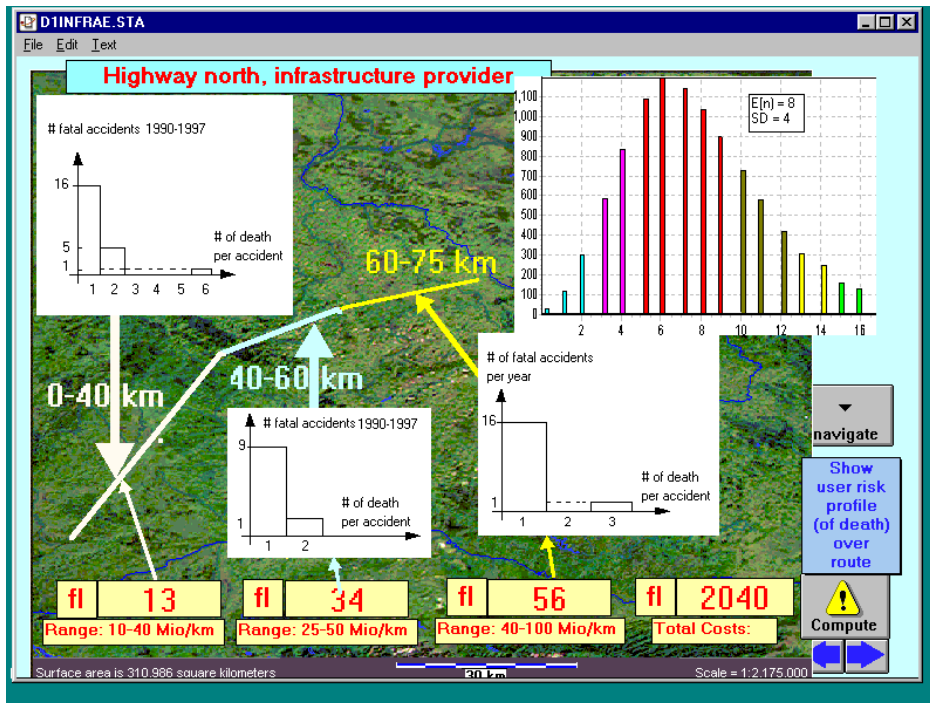 D1INFRAE.STA
File Edit Text
Highway north, infrastructure provider
# fatal accidents 1990-1997
16
5
1
# of death
per accident
1 2 3 4 5 6
1,100
1,000
900
800
700
600
500
400
300
200
100
0
E[n] = 8
SD = 4
2 4 6 8 10 12 14 16
60-75 km
40-60 km
0-40 km
# of fatal accidents
per year
16
1
# of death
per accident
1 2 3
# fatal accidents 1990-1997
9
1
# of death
per accident
1 2
navigate
Show
user risk
profile
(of death)
over
route
Compute
fl 13
Range: 10-40 Mio/km
fl 34
Range: 25-50 Mio/km
fl 56
Range: 40-100 Mio/km
fl 2040
Total Costs:
Surface area is 310.986 square kilometers
30 km
Scale = 1:2.175.000